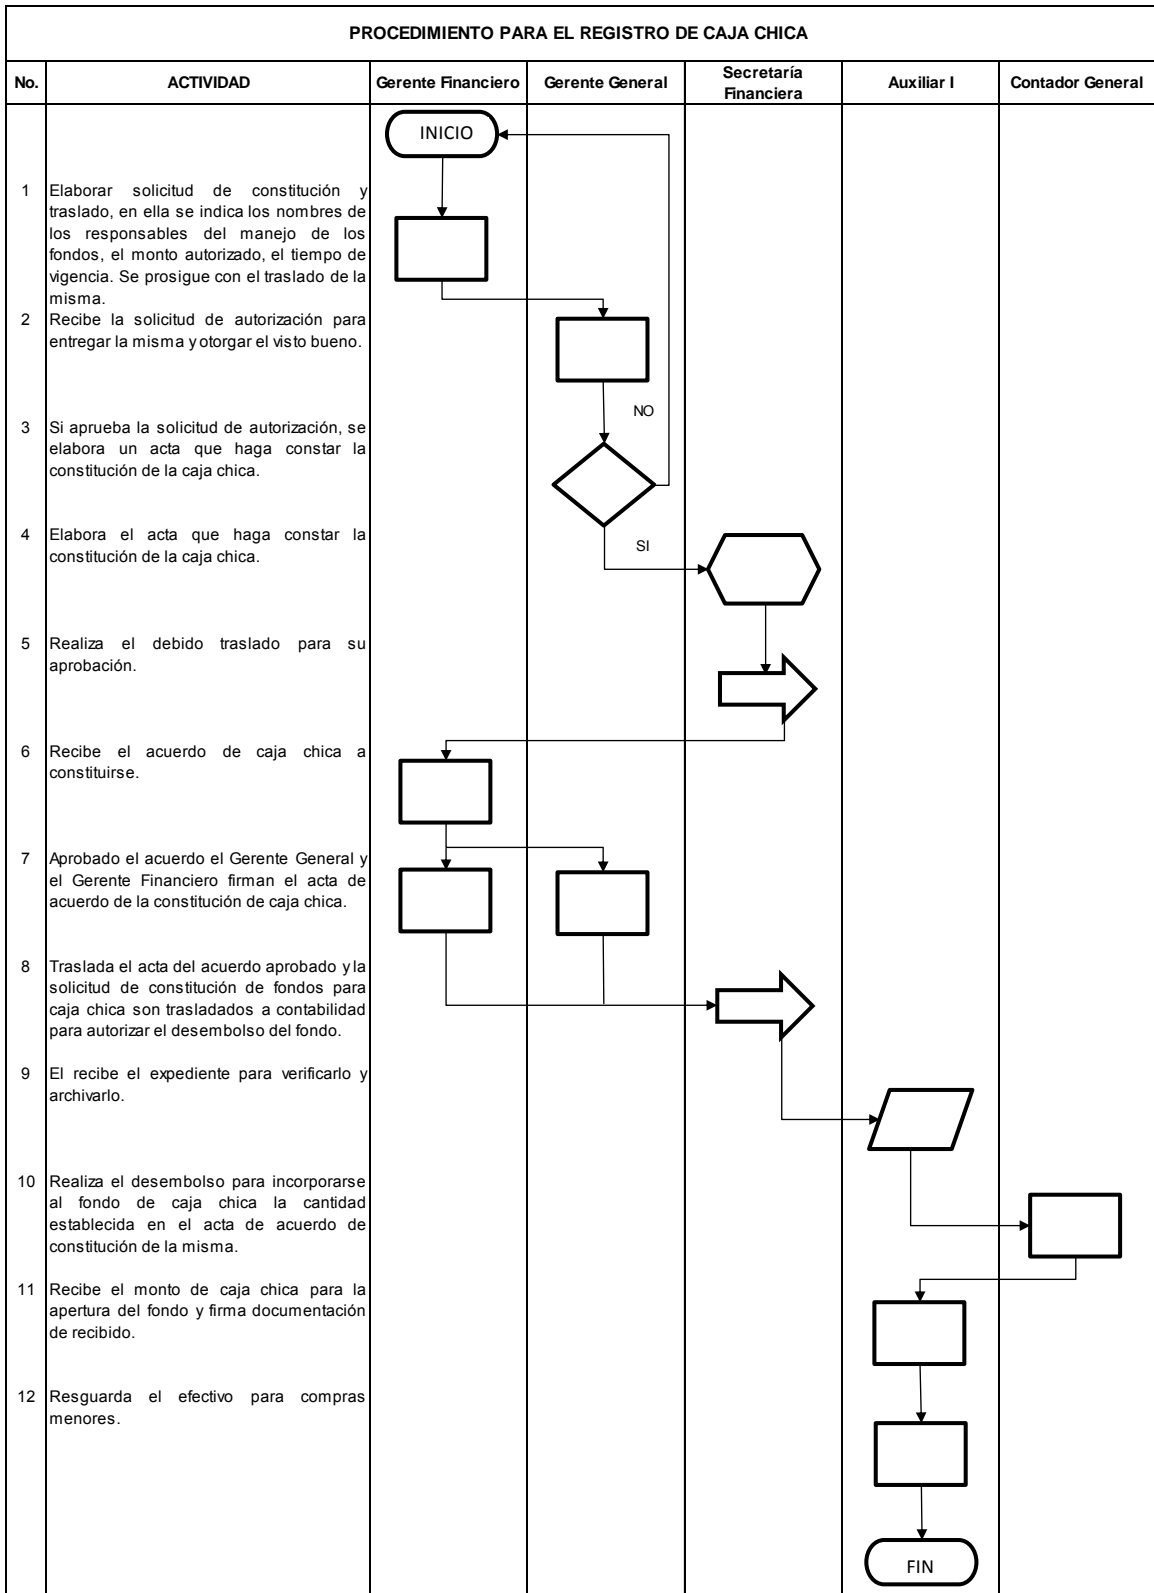 PROCEDIMIENTO PARA EL REGISTRO DE CAJA CHICA
No. ACTIVIDAD Gerente Financiero Gerente General Secretaría Financiera Auxiliar I Contador General
INICIO
1 Elaborar solicitud de constitución y
traslado, en ella se indica los nombres de
los responsables del manejo de los
fondos, el monto autorizado, el tiempo de
vigencia. Se prosigue con el traslado de la
misma.
2 Recibe la solicitud de autorización para
entregar la misma y otorgar el visto bueno.
NO
3 Si aprueba la solicitud de autorización, se
elabora un acta que haga constar la
constitución de la caja chica.
4 Elabora el acta que haga constar la
constitución de la caja chica.
SI
5 Realiza el debido traslado para su
aprobación.
6 Recibe el acuerdo de caja chica a
constituirse.
7 Aprobado el acuerdo el Gerente General y
el Gerente Financiero firman el acta de
acuerdo de la constitución de caja chica.
8 Traslada el acta del acuerdo aprobado y la
solicitud de constitución de fondos para
caja chica son trasladados a contabilidad
para autorizar el desembolso del fondo.
9 El recibe el expediente para verificarlo y
archivarlo.
10 Realiza el desembolso para incorporarse
al fondo de caja chica la cantidad
establecida en el acta de acuerdo de
constitución de la misma.
11 Recibe el monto de caja chica para la
apertura del fondo y firma documentación
de recibido.
12 Resguarda el efectivo para compras
menores.
FIN